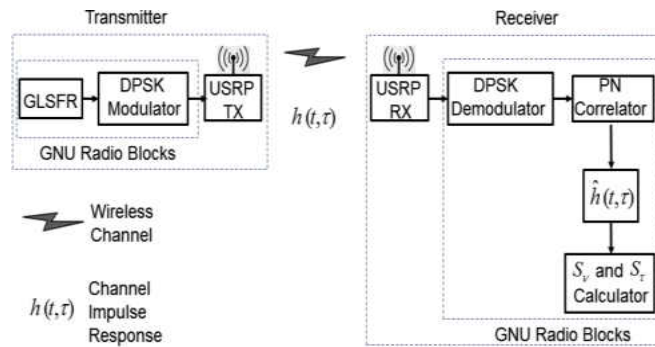 Transmitter
Receiver
GLSFR
DPSK
Modulator
USRP
TX
GNU Radio Blocks
h(t,τ)
USRP
RX
DPSK
Demodulator
PN
Correlator
ĥ(t,τ)
S_ν and S_τ
Calculator
GNU Radio Blocks
Wireless
Channel
h(t,τ)
Channel
Impulse
Response